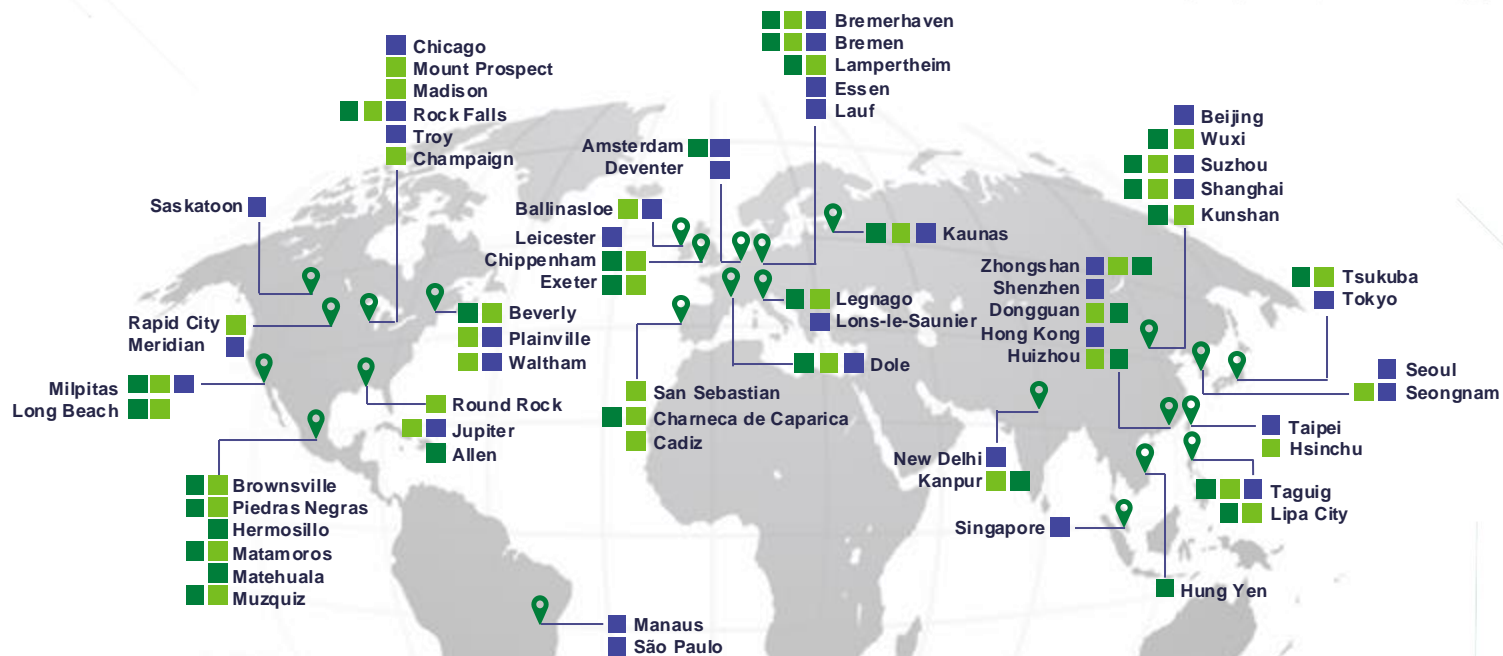 Chicago
Mount Prospect
Madison
Rock Falls
Troy
Champaign
Bremerhaven
Bremen
Lampertheim
Essen
Lauf
Beijing
Wuxi
Suzhou
Shanghai
Kunshan
Amsterdam
Deventer
Saskatoon
Ballinasloe
Leicester
Chippenham
Exeter
Kaunas
Zhongshan
Shenzhen
Dongguan
Hong Kong
Huizhou
Tsukuba
Tokyo
Rapid City
Meridian
Beverly
Plainville
Waltham
Legnago
Lons-le-Saunier
Dole
Seoul
Seongnam
Milpitas
Long Beach
Round Rock
Jupiter
Allen
San Sebastian
Charneca de Caparica
Cadiz
Taipei
Hsinchu
New Delhi
Kanpur
Taguig
Lipa City
Singapore
Brownsville
Piedras Negras
Hermosillo
Matamoros
Matehuala
Muzquiz
Hung Yen
Manaus
São Paulo